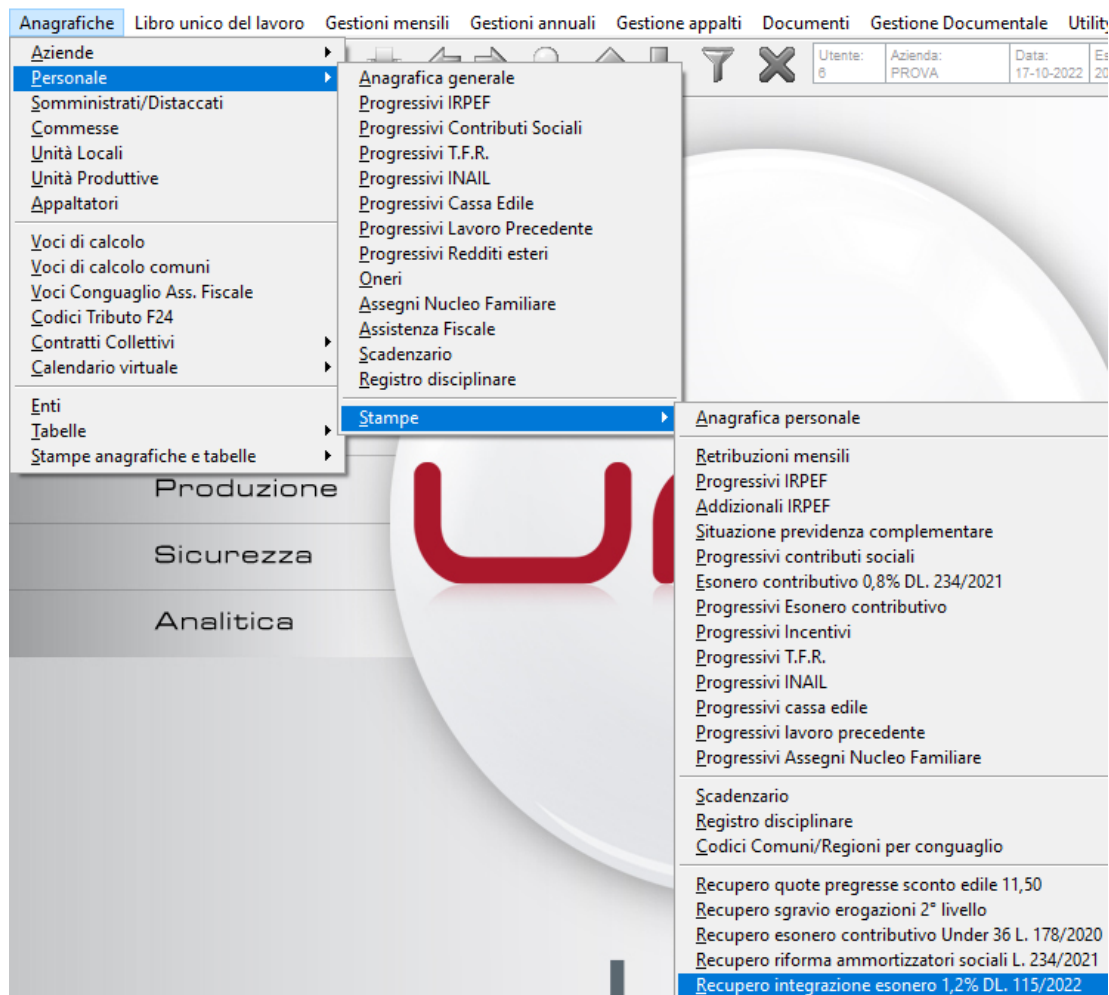 Anagrafiche Libro unico del lavoro Gestioni mensili Gestioni annuali Gestione appalti Documenti Gestione Documentale Utility
Utente: Azienda: Data: Es
6 PROVA 17-10-2022 20
Aziende
Personale
Somministrati/Distaccati
Commesse
Unità Locali
Unità Produttive
Appaltatori
Voci di calcolo
Voci di calcolo comuni
Voci Conguaglio Ass. Fiscale
Codici Tributo F24
Contratti Collettivi
Calendario virtuale
Enti
Tabelle
Stampe anagrafiche e tabelle
Anagrafica generale
Progressivi IRPEF
Progressivi Contributi Sociali
Progressivi T.F.R.
Progressivi INAIL
Progressivi Cassa Edile
Progressivi Lavoro Precedente
Progressivi Redditi esteri
Oneri
Assegni Nucleo Familiare
Assistenza Fiscale
Scadenzario
Registro disciplinare
Stampe
Anagrafica personale
Retribuzioni mensili
Progressivi IRPEF
Addizionali IRPEF
Situazione previdenza complementare
Progressivi contributi sociali
Esonero contributivo 0,8% DL. 234/2021
Progressivi Esonero contributivo
Progressivi Incentivi
Progressivi T.F.R.
Progressivi INAIL
Progressivi cassa edile
Progressivi lavoro precedente
Progressivi Assegni Nucleo Familiare
Scadenzario
Registro disciplinare
Codici Comuni/Regioni per conguaglio
Recupero quote pregresse sconto edile 11,50
Recupero sgravio erogazioni 2° livello
Recupero esonero contributivo Under 36 L. 178/2020
Recupero riforma ammortizzatori sociali L. 234/2021
Recupero integrazione esonero 1,2% DL. 115/2022
Produzione
Sicurezza
Analitica